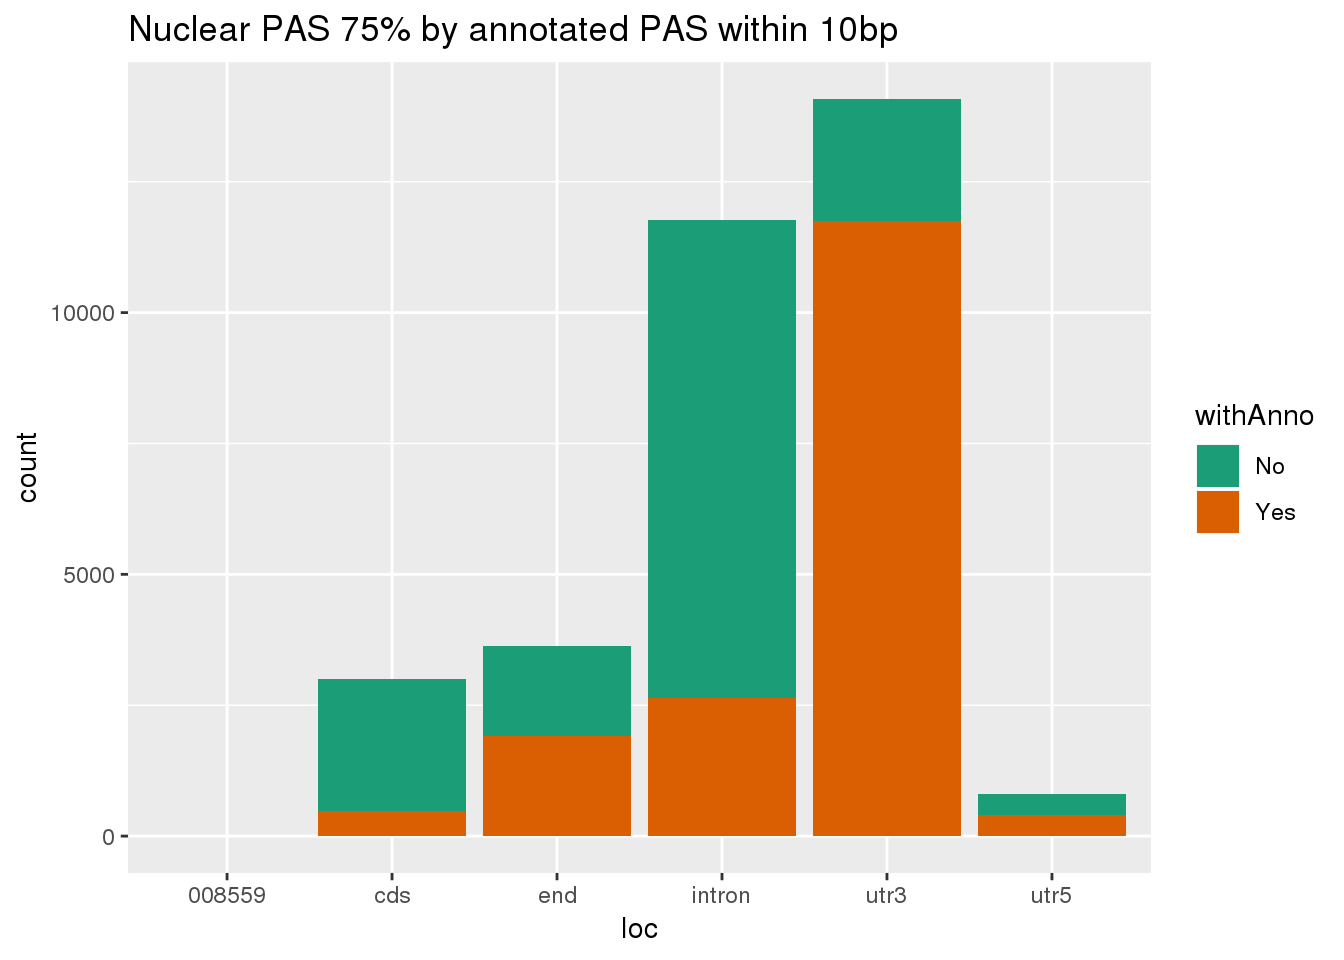 Nuclear PAS 75% by annotated PAS within 10bp
count
10000
5000
0
008559
cds
end
intron
utr3
utr5
loc
withAnno
No
Yes